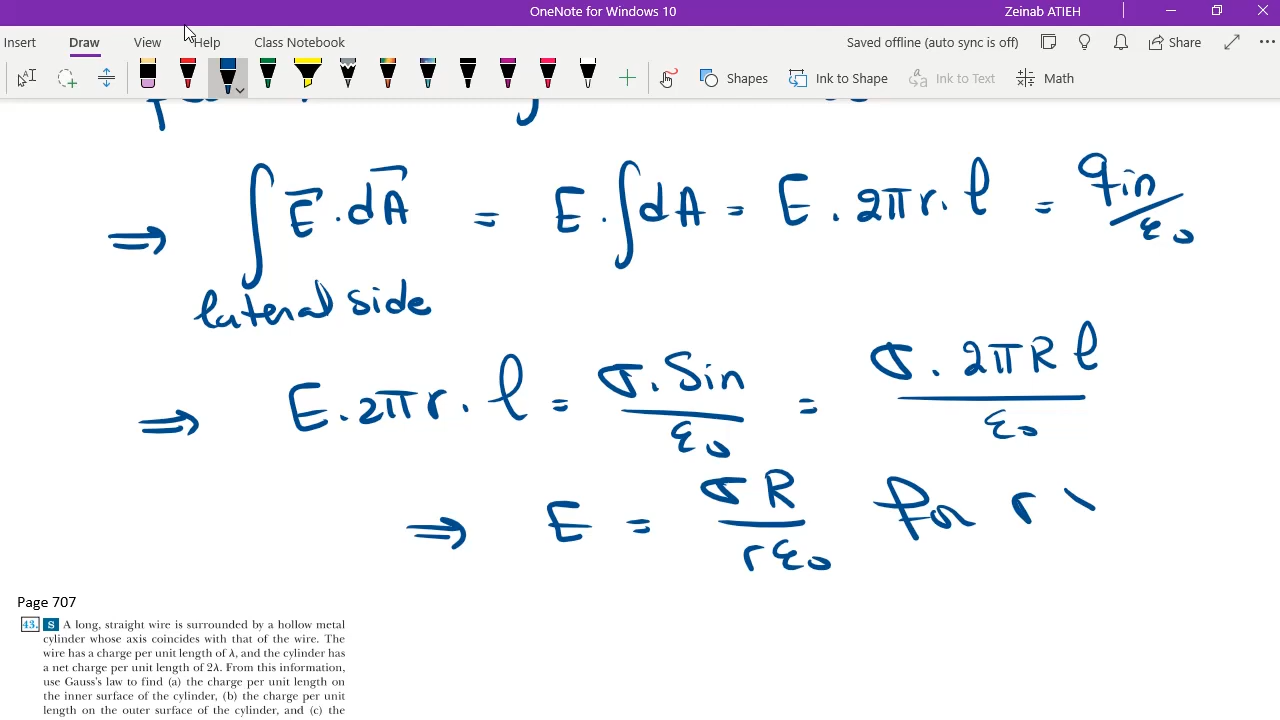 OneNote for Windows 10
Zeinab ATIEH
Insert Draw View Help Class Notebook
Saved offline (auto sync is off) Share
Shapes Ink to Shape Ink to Text Math
⇒ ∫ E⃗ . dA⃗ = E . ∫ dA = E . 2πr . l = qin/ε0
lateral side
⇒ E . 2πr . l = σ . Sin / ε0 = σ . 2πR l / ε0
⇒ E = σR / rε0 for r
Page 707
43. S A long, straight wire is surrounded by a hollow metal
cylinder whose axis coincides with that of the wire. The
wire has a charge per unit length of λ, and the cylinder has
a net charge per unit length of 2λ. From this information,
use Gauss's law to find (a) the charge per unit length on
the inner surface of the cylinder, (b) the charge per unit
length on the outer surface of the cylinder, and (c) the